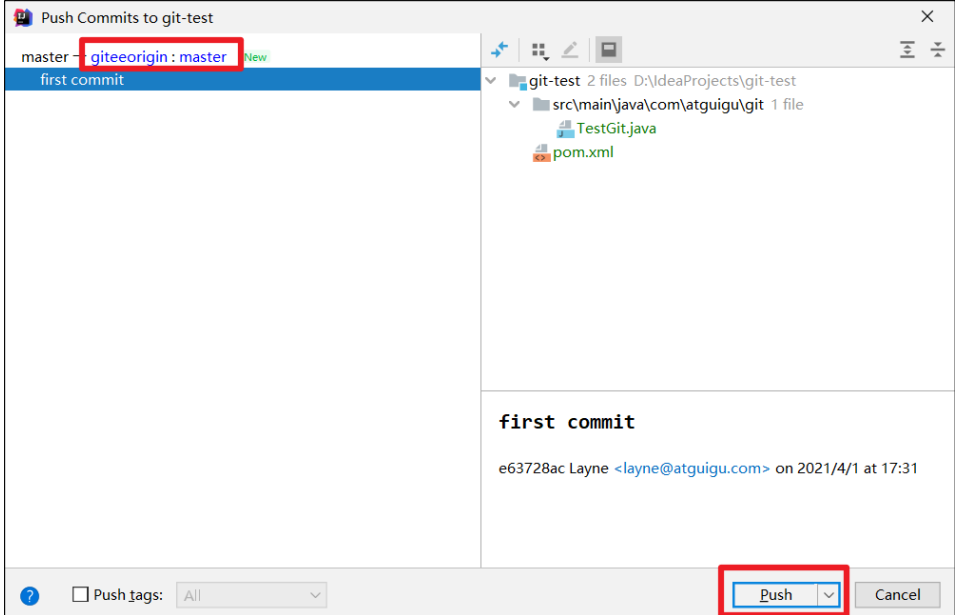 Push Commits to git-test
master → giteeorigin : master New
first commit
git-test 2 files D:\IdeaProjects\git-test
src\main\java\com\atguigu\git 1 file
TestGit.java
pom.xml
first commit
e63728ac Layne <layne@atguigu.com> on 2021/4/1 at 17:31
? Push tags: All
Push
Cancel